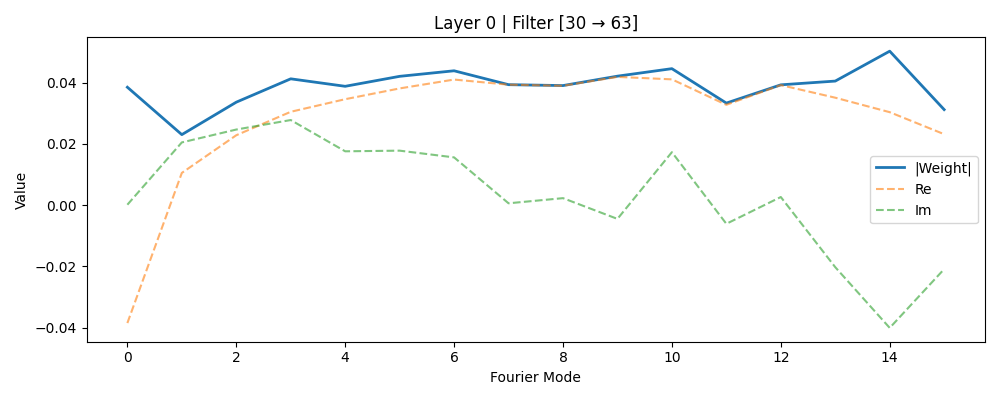 Layer 0 | Filter [30 → 63]
Value
0.04
0.02
0.00
−0.02
−0.04
|Weight|
Re
Im
0 2 4 6 8 10 12 14
Fourier Mode